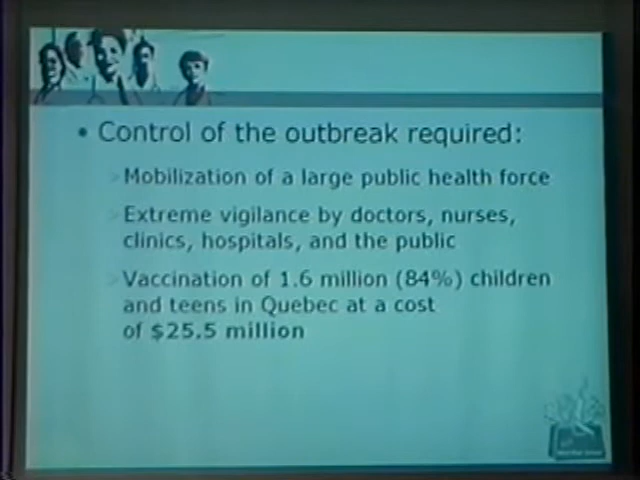 • Control of the outbreak required:
Mobilization of a large public health force
Extreme vigilance by doctors, nurses,
clinics, hospitals, and the public
Vaccination of 1.6 million (84%) children
and teens in Quebec at a cost
of $25.5 million